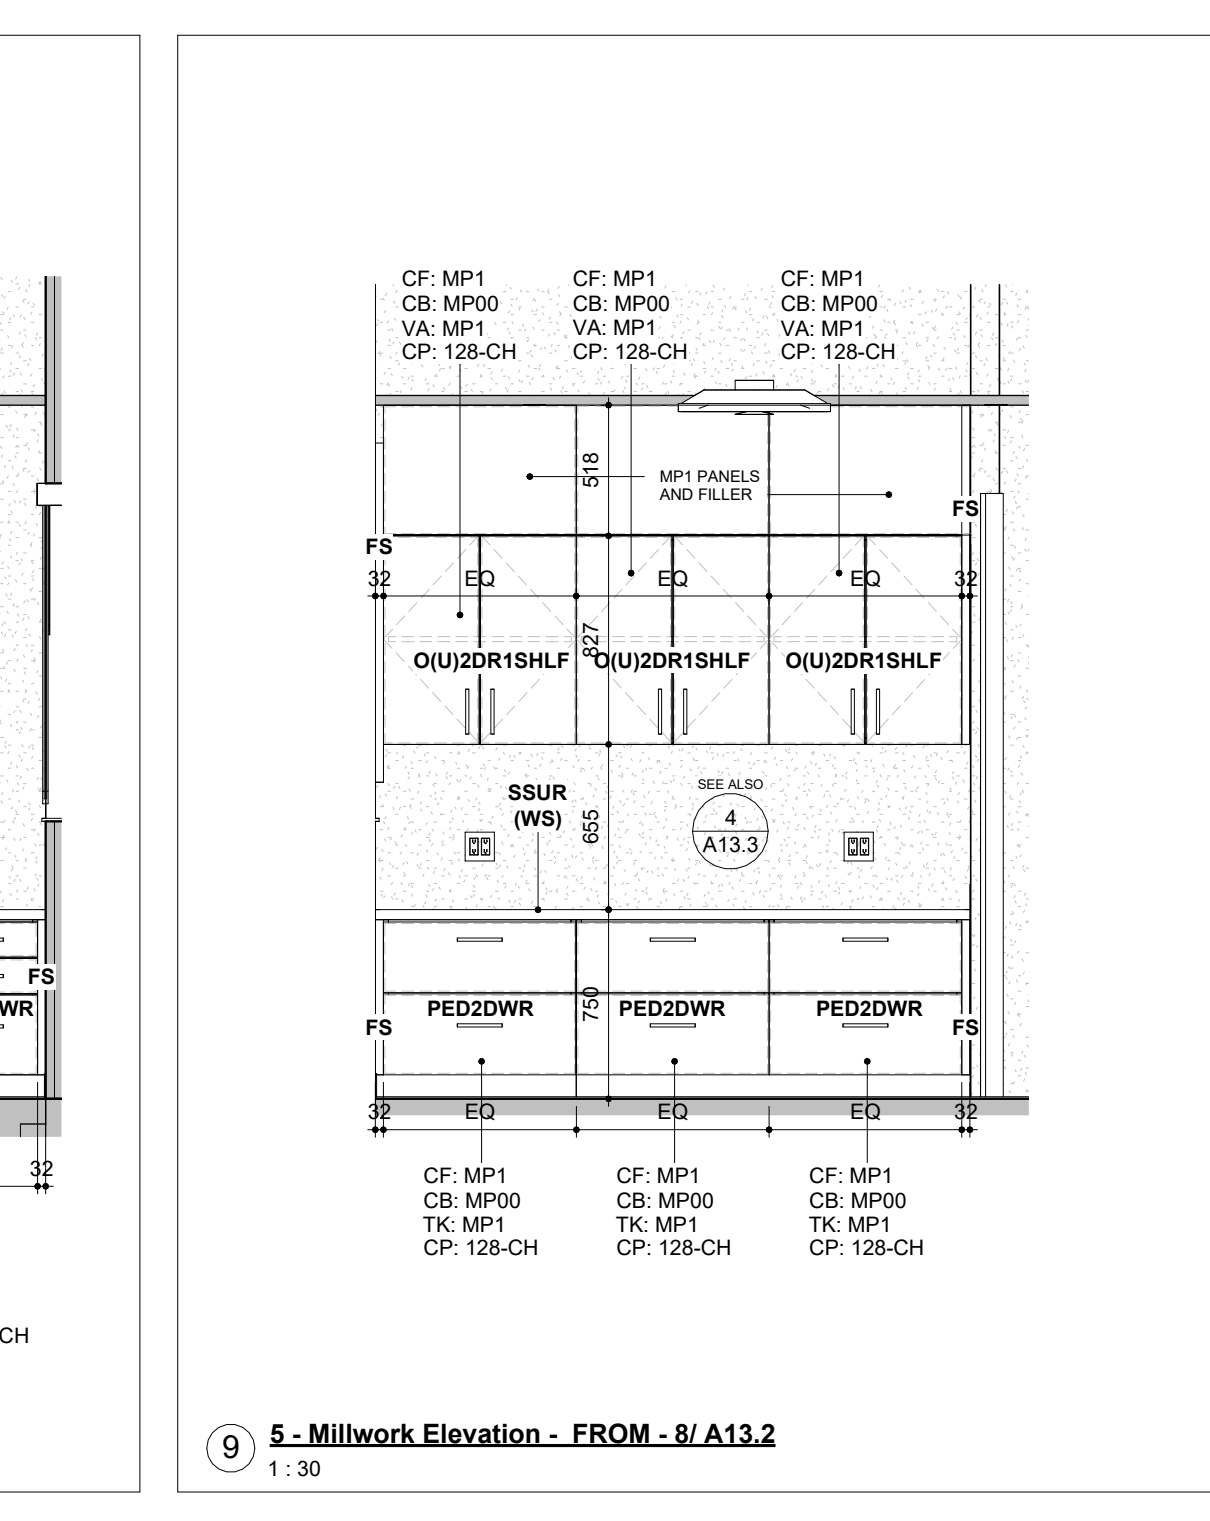 CF: MP1
CB: MP00
VA: MP1
CP: 128-CH
CF: MP1
CB: MP00
VA: MP1
CP: 128-CH
CF: MP1
CB: MP00
VA: MP1
CP: 128-CH
518
MP1 PANELS
AND FILLER
FS
FS
32
EQ
EQ
EQ
32
827
O(U)2DR1SHLF
O(U)2DR1SHLF
O(U)2DR1SHLF
SSUR
(WS)
655
SEE ALSO
4
A13.3
FS
WR
PED2DWR
PED2DWR
PED2DWR
750
FS
FS
32
EQ
EQ
EQ
32
32
CF: MP1
CB: MP00
TK: MP1
CP: 128-CH
CF: MP1
CB: MP00
TK: MP1
CP: 128-CH
CF: MP1
CB: MP00
TK: MP1
CP: 128-CH
CH
9
5 - Millwork Elevation - FROM - 8/ A13.2
1 : 30